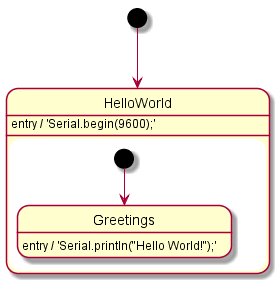 HelloWorld
entry / 'Serial.begin(9600);'
Greetings
entry / 'Serial.println("Hello World!");'